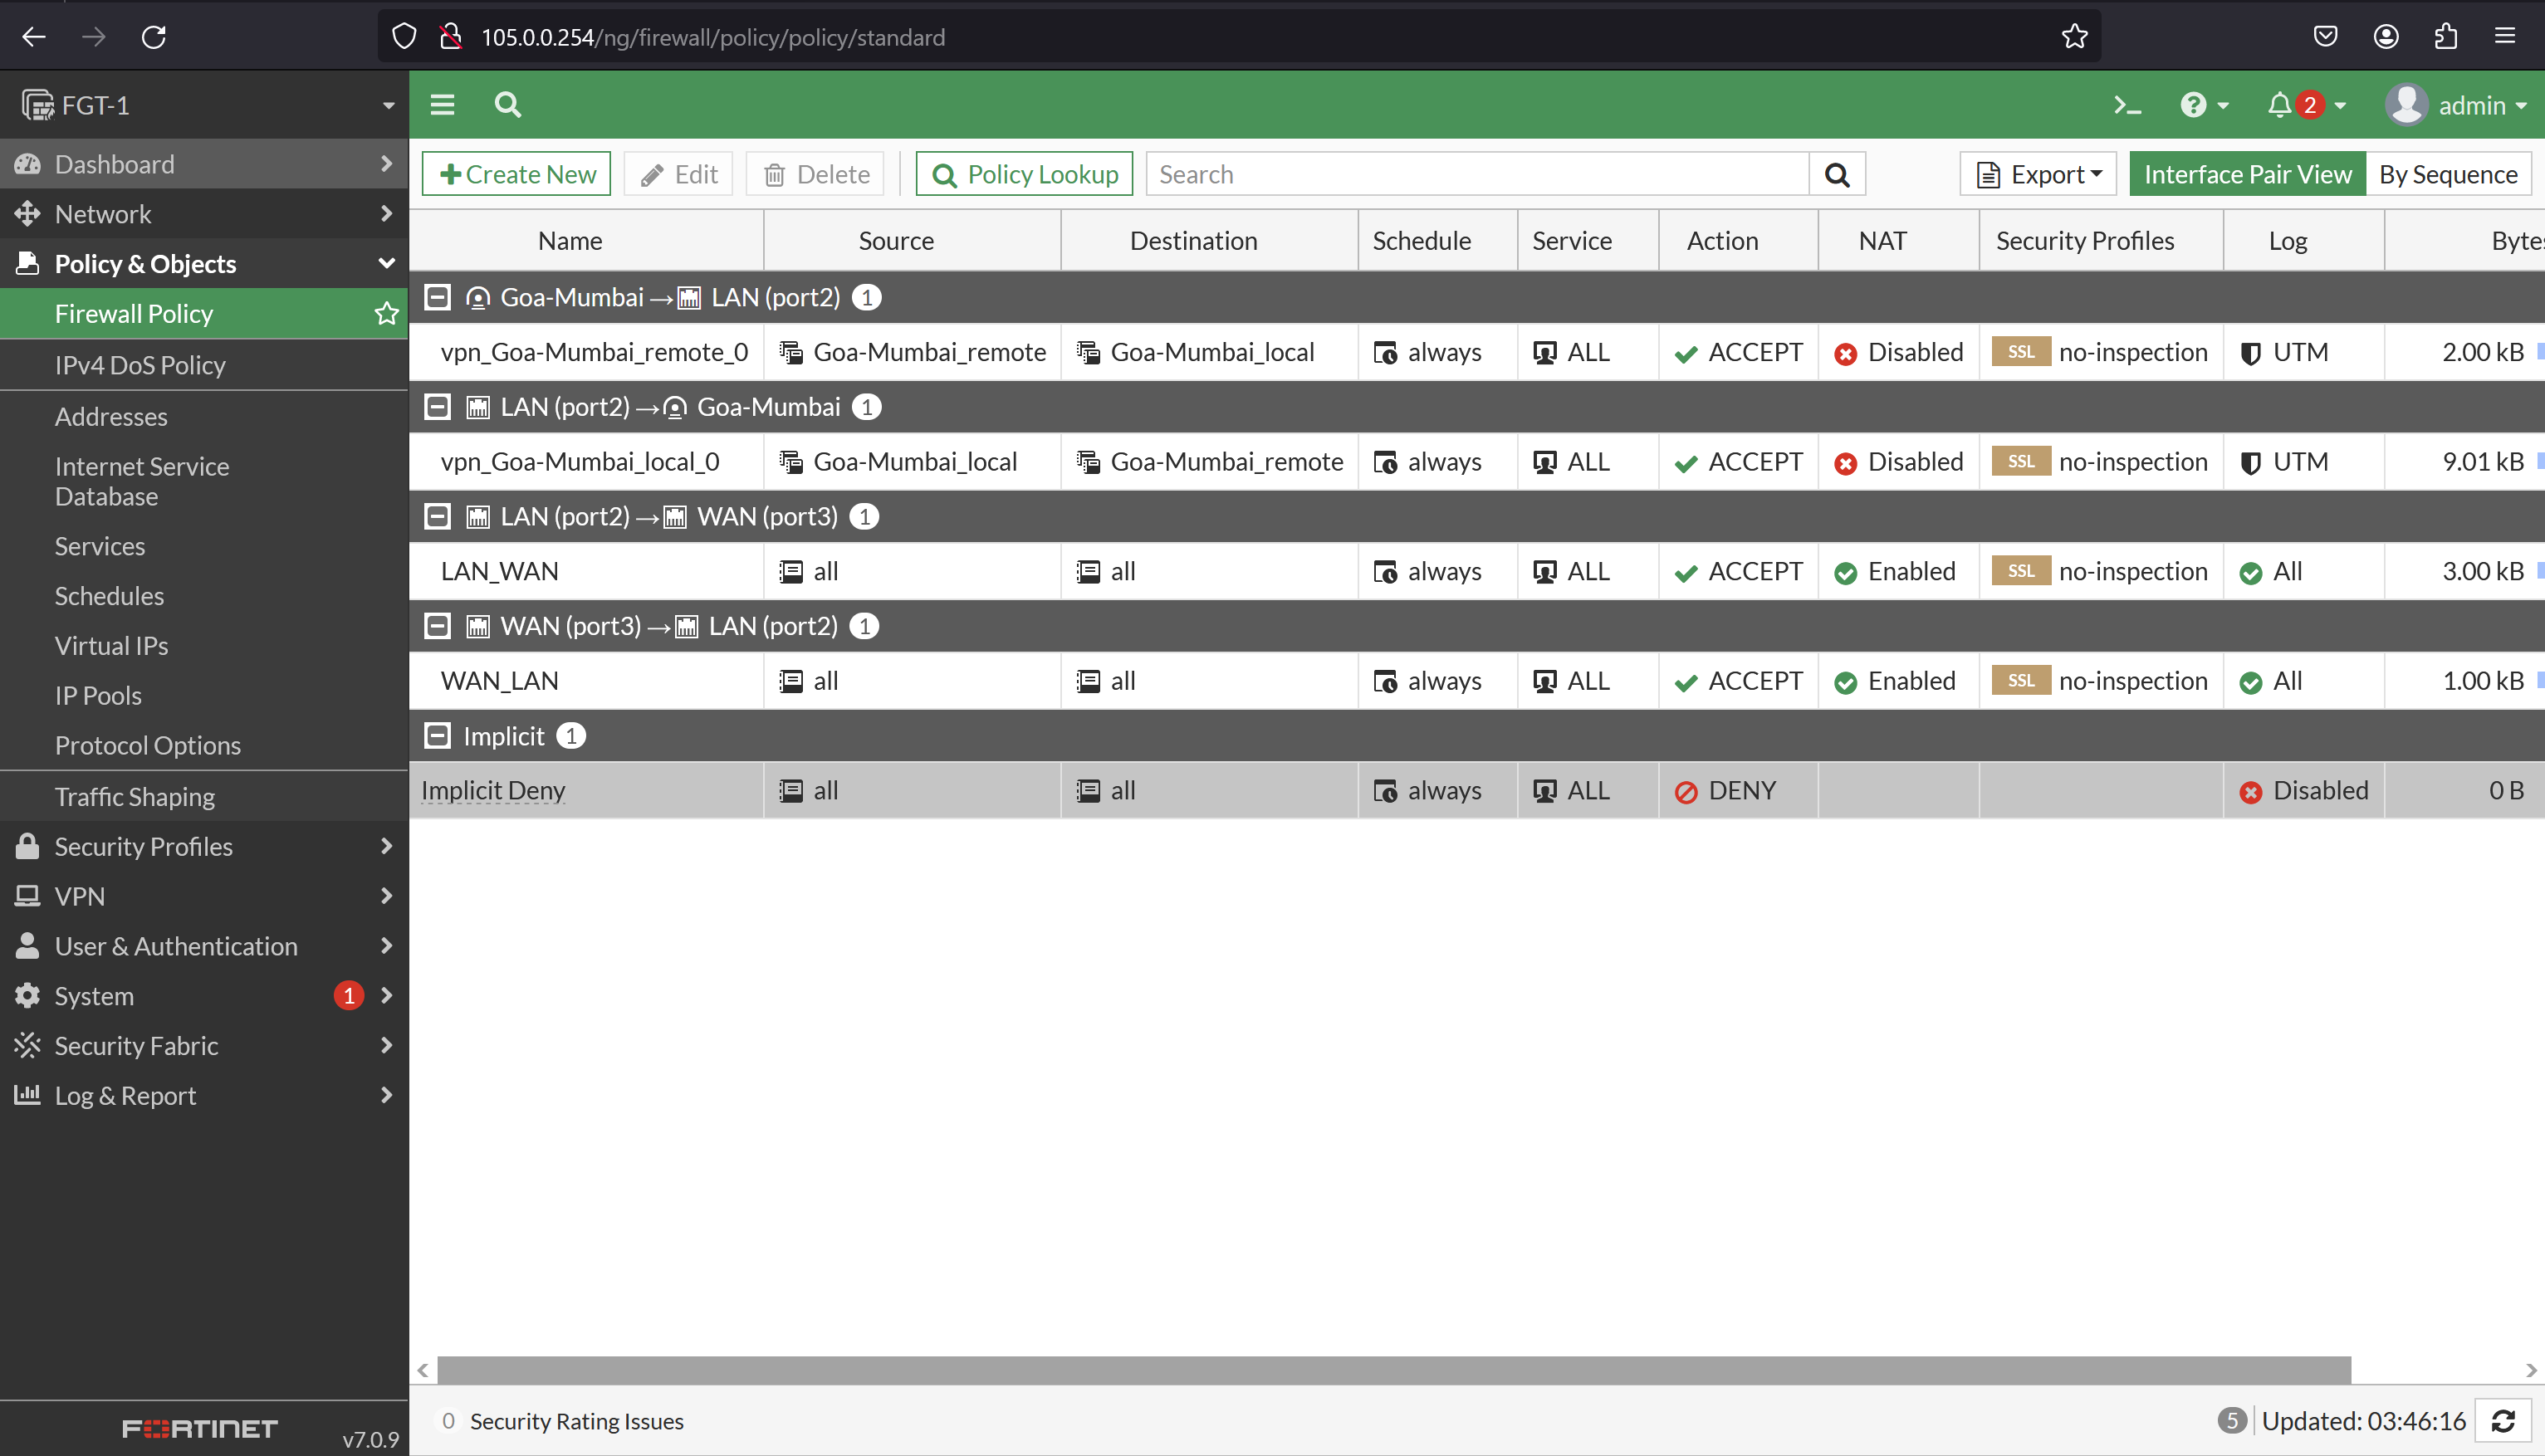 105.0.0.254/ng/firewall/policy/policy/standard
FGT-1
2
admin
Dashboard
Network
Policy & Objects
Firewall Policy
IPv4 DoS Policy
Addresses
Internet Service
Database
Services
Schedules
Virtual IPs
IP Pools
Protocol Options
Traffic Shaping
Security Profiles
VPN
User & Authentication
System 1
Security Fabric
Log & Report
FORTINET
v7.0.9
Create New Edit Delete Policy Lookup Search Export Interface Pair View By Sequence
Name Source Destination Schedule Service Action NAT Security Profiles Log Bytes
Goa-Mumbai → LAN (port2) 1
vpn_Goa-Mumbai_remote_0 Goa-Mumbai_remote Goa-Mumbai_local always ALL ACCEPT Disabled SSL no-inspection UTM 2.00 kB
LAN (port2) → Goa-Mumbai 1
vpn_Goa-Mumbai_local_0 Goa-Mumbai_local Goa-Mumbai_remote always ALL ACCEPT Disabled SSL no-inspection UTM 9.01 kB
LAN (port2) → WAN (port3) 1
LAN_WAN all all always ALL ACCEPT Enabled SSL no-inspection All 3.00 kB
WAN (port3) → LAN (port2) 1
WAN_LAN all all always ALL ACCEPT Enabled SSL no-inspection All 1.00 kB
Implicit 1
Implicit Deny all all always ALL DENY Disabled 0 B
0 Security Rating Issues
5 Updated: 03:46:16